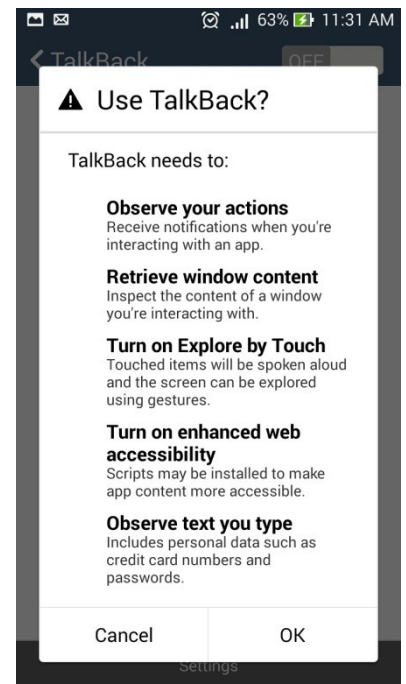 63% 11:31 AM
TalkBack OFF
Use TalkBack?
TalkBack needs to:
Observe your actions
Receive notifications when you're
interacting with an app.
Retrieve window content
Inspect the content of a window
you're interacting with.
Turn on Explore by Touch
Touched items will be spoken aloud
and the screen can be explored
using gestures.
Turn on enhanced web
accessibility
Scripts may be installed to make
app content more accessible.
Observe text you type
Includes personal data such as
credit card numbers and
passwords.
Cancel OK
Settings